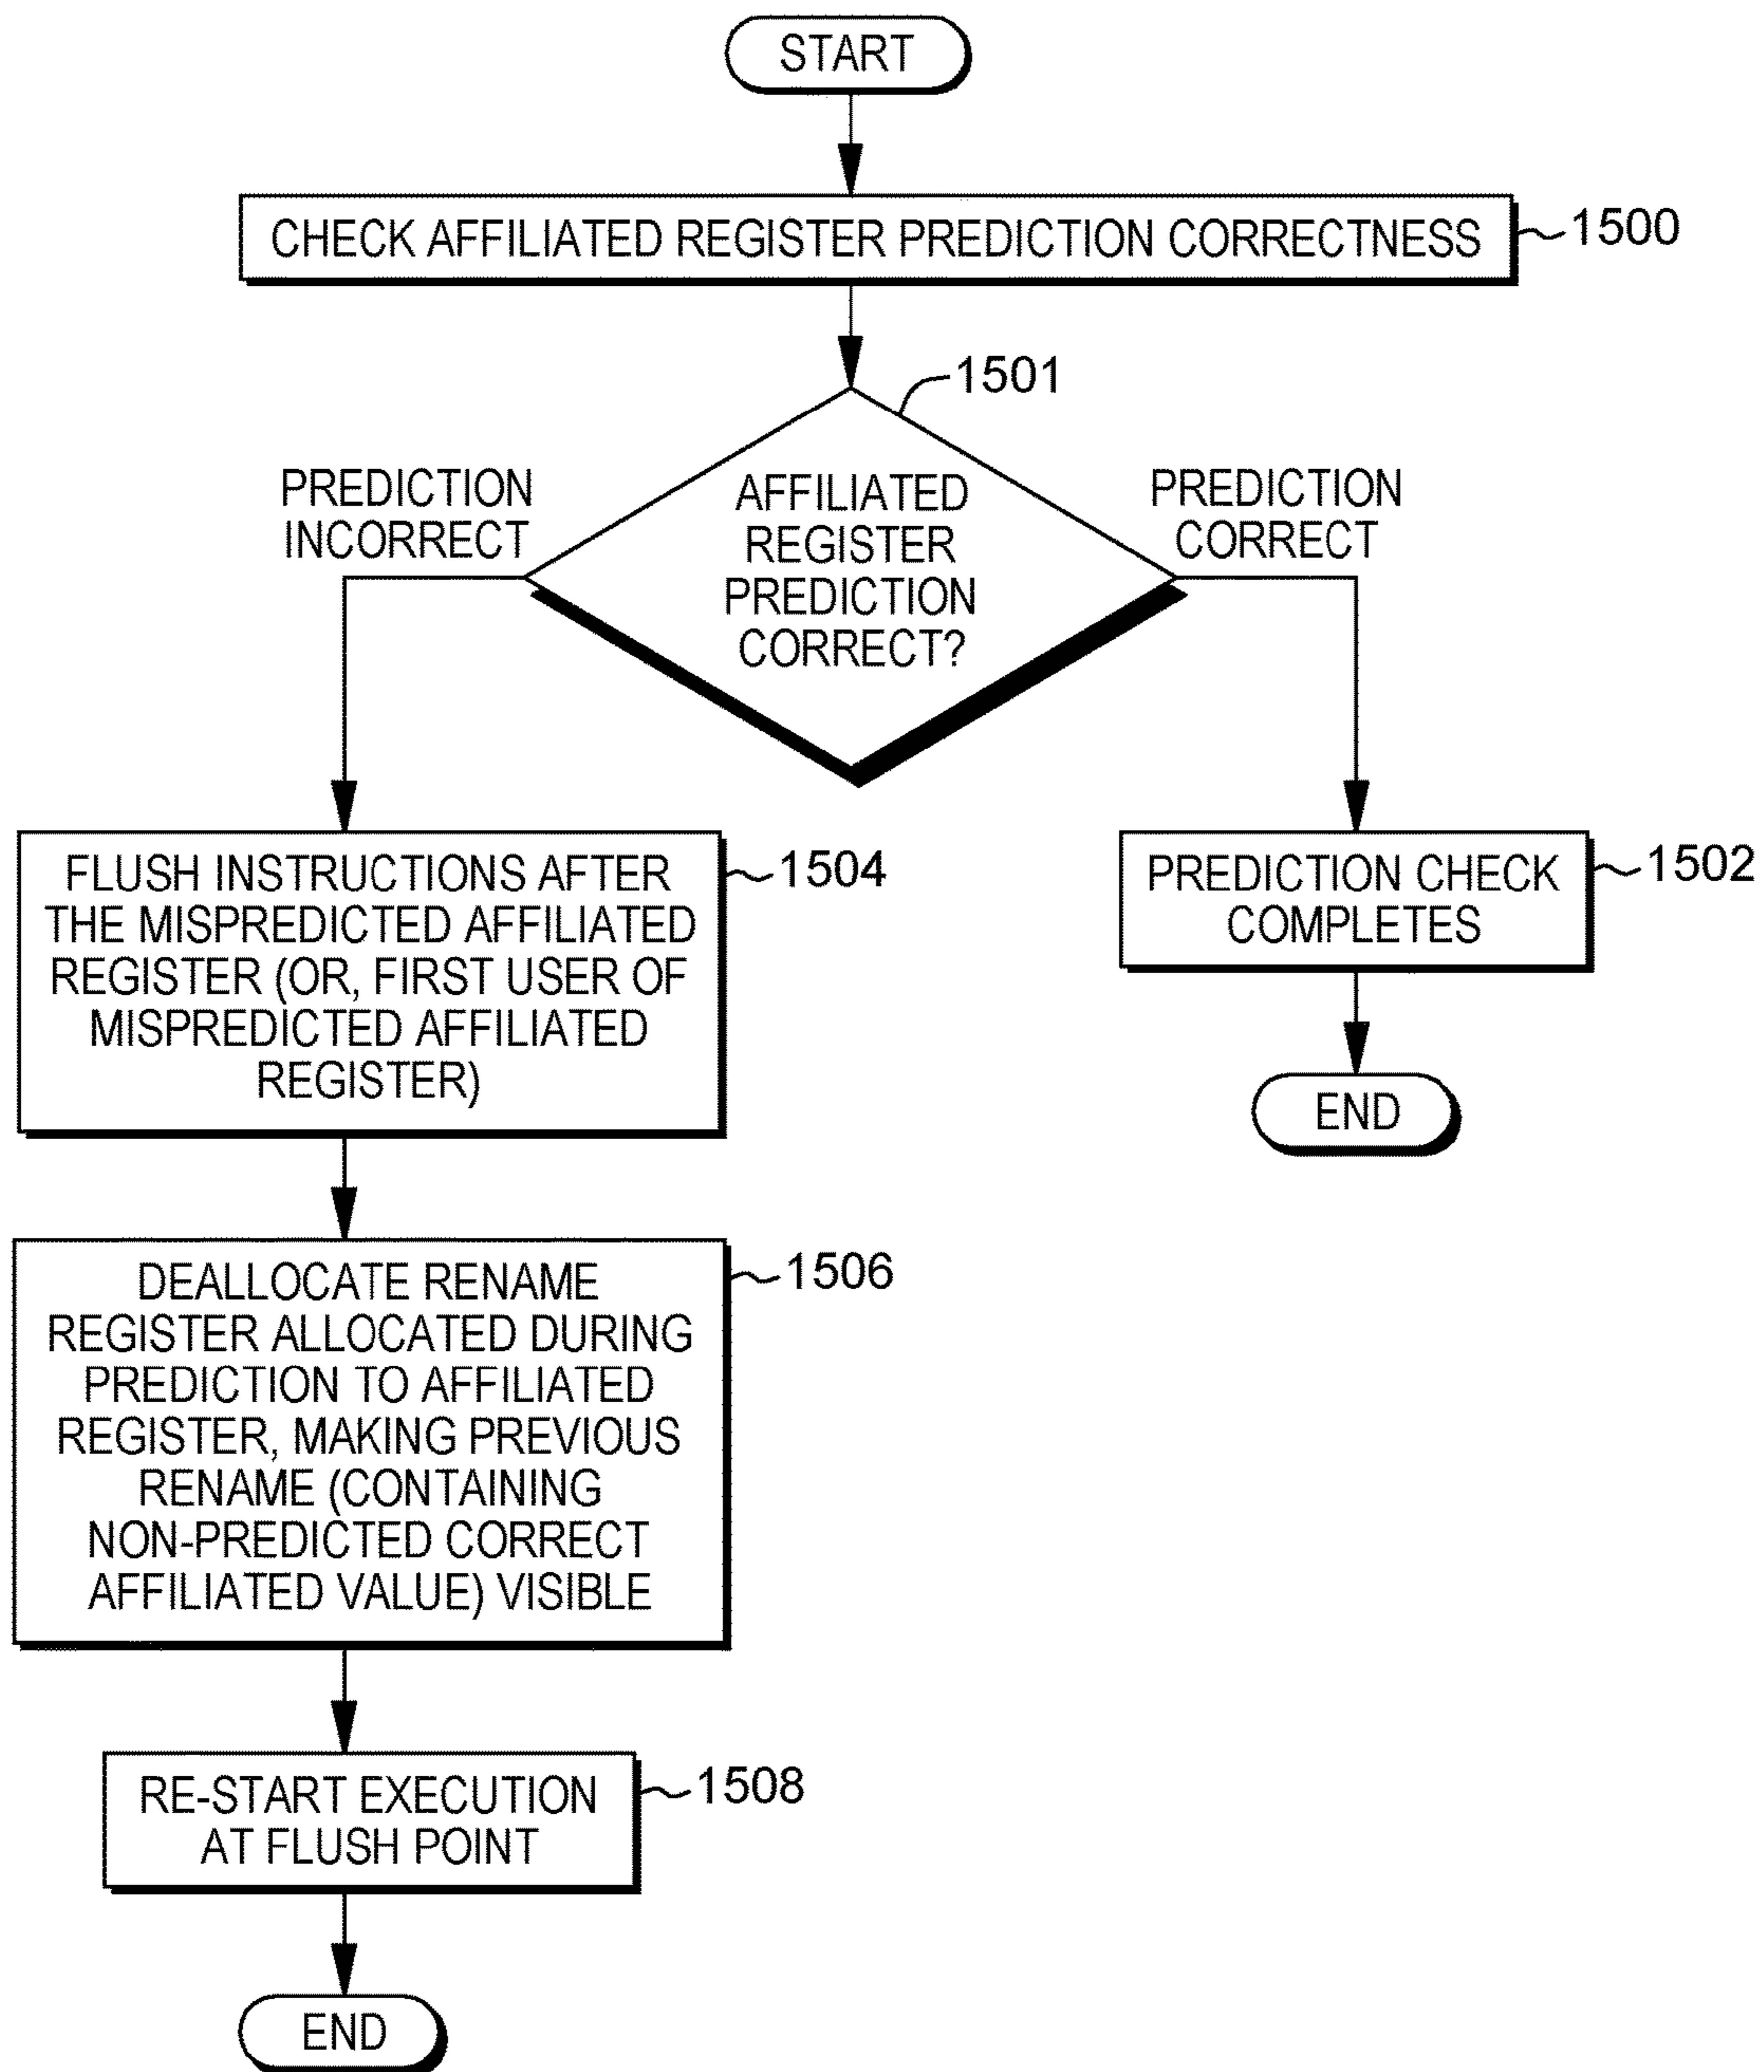 START
CHECK AFFILIATED REGISTER PREDICTION CORRECTNESS
1500
1501
PREDICTION
INCORRECT
AFFILIATED
REGISTER
PREDICTION
CORRECT?
PREDICTION
CORRECT
FLUSH INSTRUCTIONS AFTER
THE MISPREDICTED AFFILIATED
REGISTER (OR, FIRST USER OF
MISPREDICTED AFFILIATED
REGISTER)
1504
PREDICTION CHECK
COMPLETES
1502
END
DEALLOCATE RENAME
REGISTER ALLOCATED DURING
PREDICTION TO AFFILIATED
REGISTER, MAKING PREVIOUS
RENAME (CONTAINING
NON-PREDICTED CORRECT
AFFILIATED VALUE) VISIBLE
1506
RE-START EXECUTION
AT FLUSH POINT
1508
END